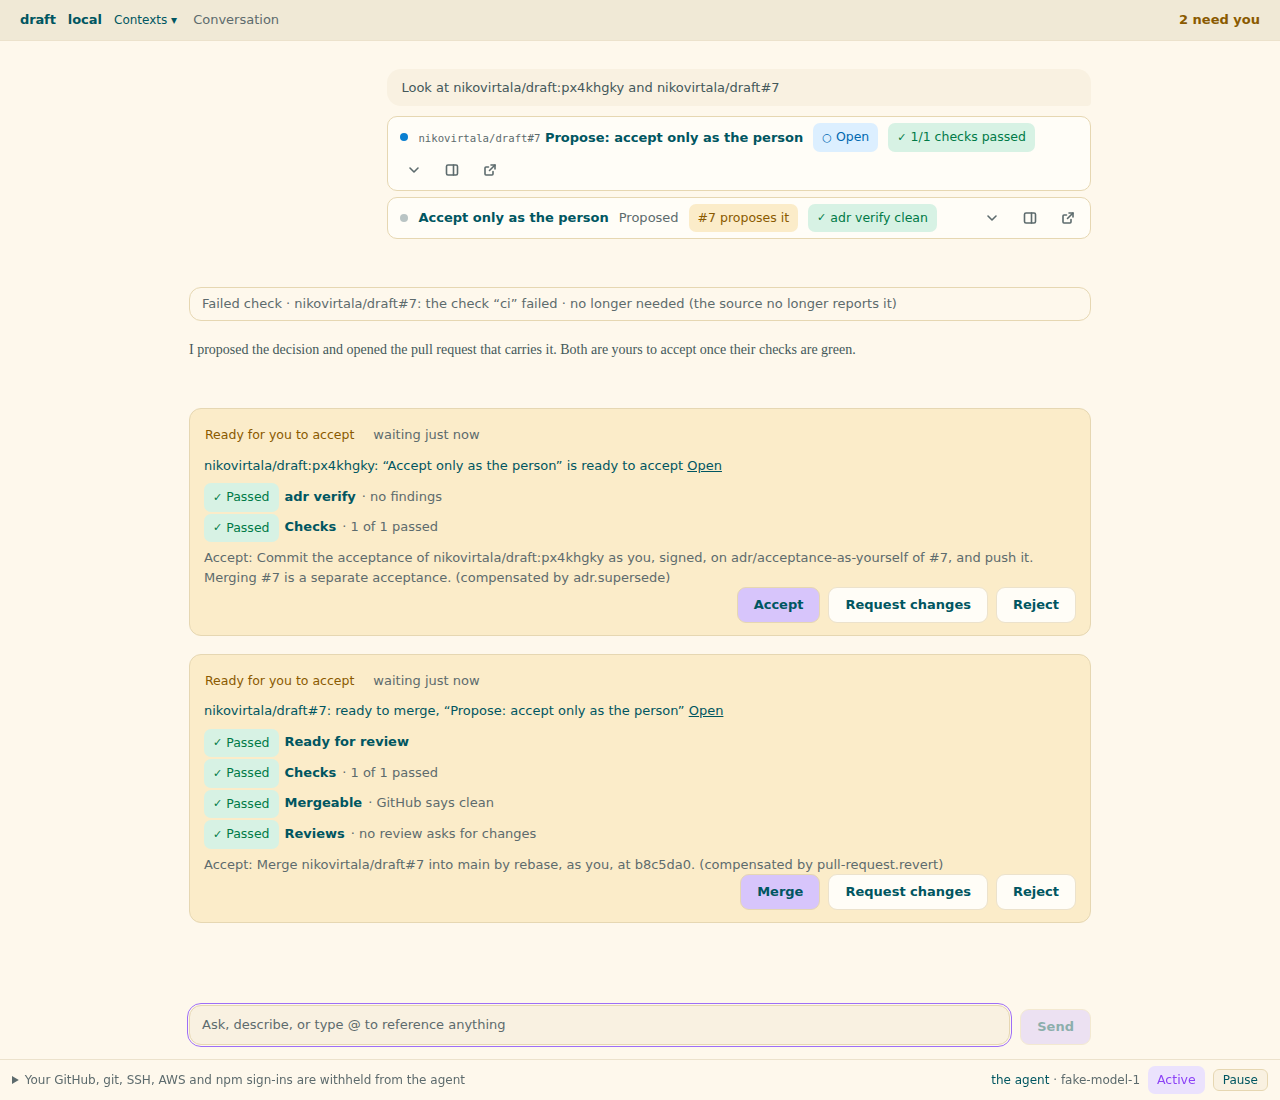 draft local Contexts ▾ Conversation 2 need you
Look at nikovirtala/draft:px4khgky and nikovirtala/draft#7
nikovirtala/draft#7 Propose: accept only as the person ○ Open ✓ 1/1 checks passed
Accept only as the person Proposed #7 proposes it ✓ adr verify clean
Failed check · nikovirtala/draft#7: the check “ci” failed · no longer needed (the source no longer reports it)
I proposed the decision and opened the pull request that carries it. Both are yours to accept once their checks are green.
Ready for you to accept waiting just now
nikovirtala/draft:px4khgky: “Accept only as the person” is ready to accept Open
✓ Passed adr verify · no findings
✓ Passed Checks · 1 of 1 passed
Accept: Commit the acceptance of nikovirtala/draft:px4khgky as you, signed, on adr/acceptance-as-yourself of #7, and push it.
Merging #7 is a separate acceptance. (compensated by adr.supersede)
Accept Request changes Reject
Ready for you to accept waiting just now
nikovirtala/draft#7: ready to merge, “Propose: accept only as the person” Open
✓ Passed Ready for review
✓ Passed Checks · 1 of 1 passed
✓ Passed Mergeable · GitHub says clean
✓ Passed Reviews · no review asks for changes
Accept: Merge nikovirtala/draft#7 into main by rebase, as you, at b8c5da0. (compensated by pull-request.revert)
Merge Request changes Reject
Ask, describe, or type @ to reference anything Send
▶ Your GitHub, git, SSH, AWS and npm sign-ins are withheld from the agent the agent · fake-model-1 Active Pause